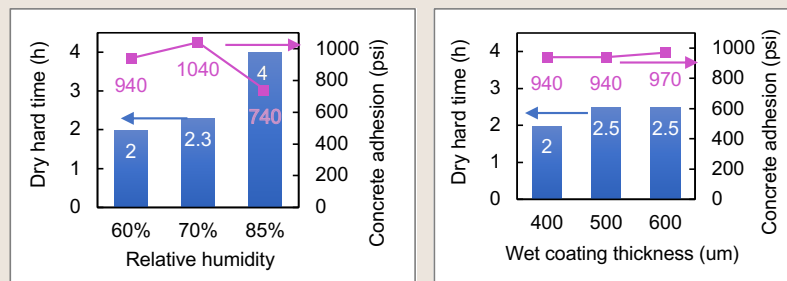 Dry hard time (h)
4
3
2
1
0
940
1040
740
2
2.3
4
1000
800
600
400
200
0
Concrete adhesion (psi)
60% 70% 85%
Relative humidity
Dry hard time (h)
4
3
2
1
0
940 940 970
2 2.5 2.5
1000
800
600
400
200
0
Concrete adhesion (psi)
400 500 600
Wet coating thickness (um)